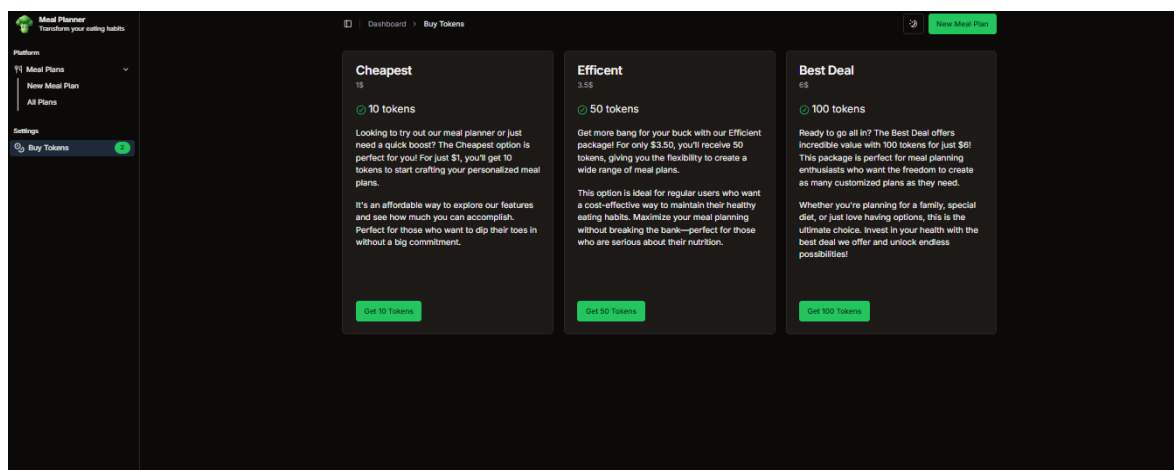 Meal Planner
Transform your eating habits
Platform
Meal Plans
New Meal Plan
All Plans
Settings
Buy Tokens 2
Dashboard > Buy Tokens
New Meal Plan
Cheapest
1$
10 tokens
Looking to try out our meal planner or just
need a quick boost? The Cheapest option is
perfect for you! For just $1, you'll get 10
tokens to start crafting your personalized meal
plans.
It's an affordable way to explore our features
and see how much you can accomplish.
Perfect for those who want to dip their toes in
without a big commitment.
Get 10 Tokens
Efficent
3.5$
50 tokens
Get more bang for your buck with our Efficient
package! For only $3.50, you'll receive 50
tokens, giving you the flexibility to create a
wide range of meal plans.
This option is ideal for regular users who want
a cost-effective way to maintain their healthy
eating habits. Maximize your meal planning
without breaking the bank—perfect for those
who are serious about their nutrition.
Get 50 Tokens
Best Deal
6$
100 tokens
Ready to go all in? The Best Deal offers
incredible value with 100 tokens for just $6!
This package is perfect for meal planning
enthusiasts who want the freedom to create
as many customized plans as they need.
Whether you're planning for a family, special
diet, or just love having options, this is the
ultimate choice. Invest in your health with the
best deal we offer and unlock endless
possibilities!
Get 100 Tokens